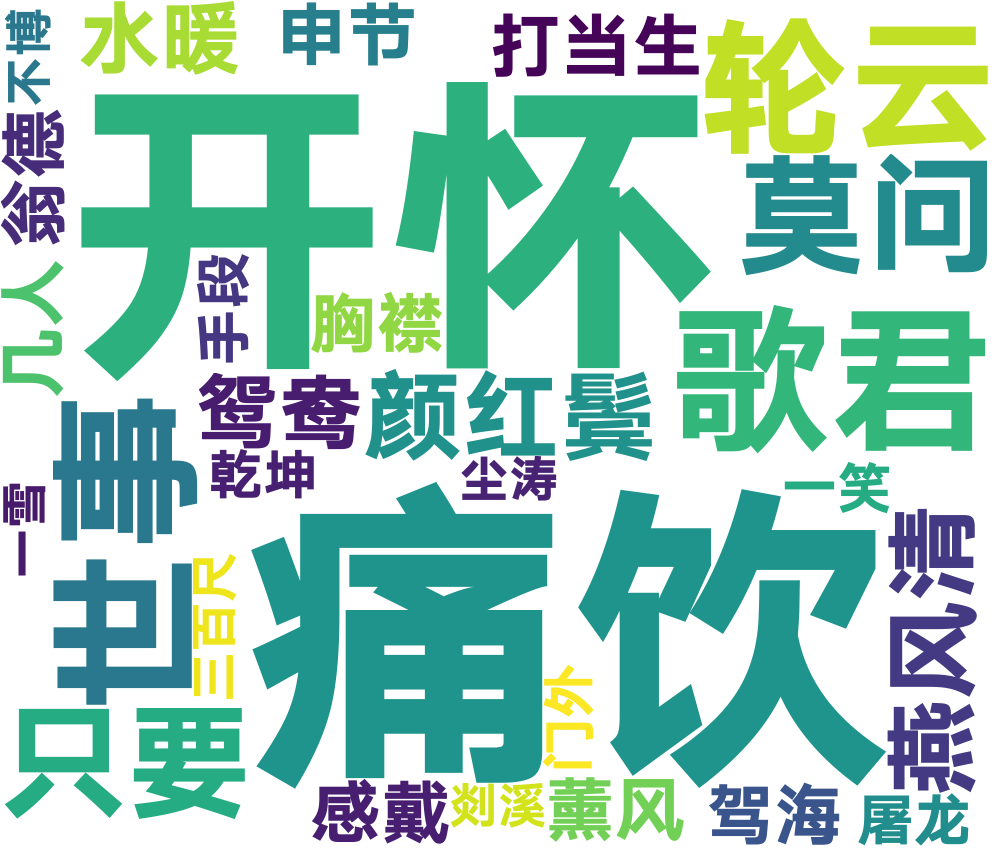 不博
水暖
申节
打当生
轮云
开怀
翁德
莫问
几人
手段
胸襟
歌君
鸳鸯
颜红鬓
世事
乾坤
尘涛
一笑
一雪
痛饮
燕风清
三百尺
门外
只要
感戴
剡溪
薰风
驾海
屠龙